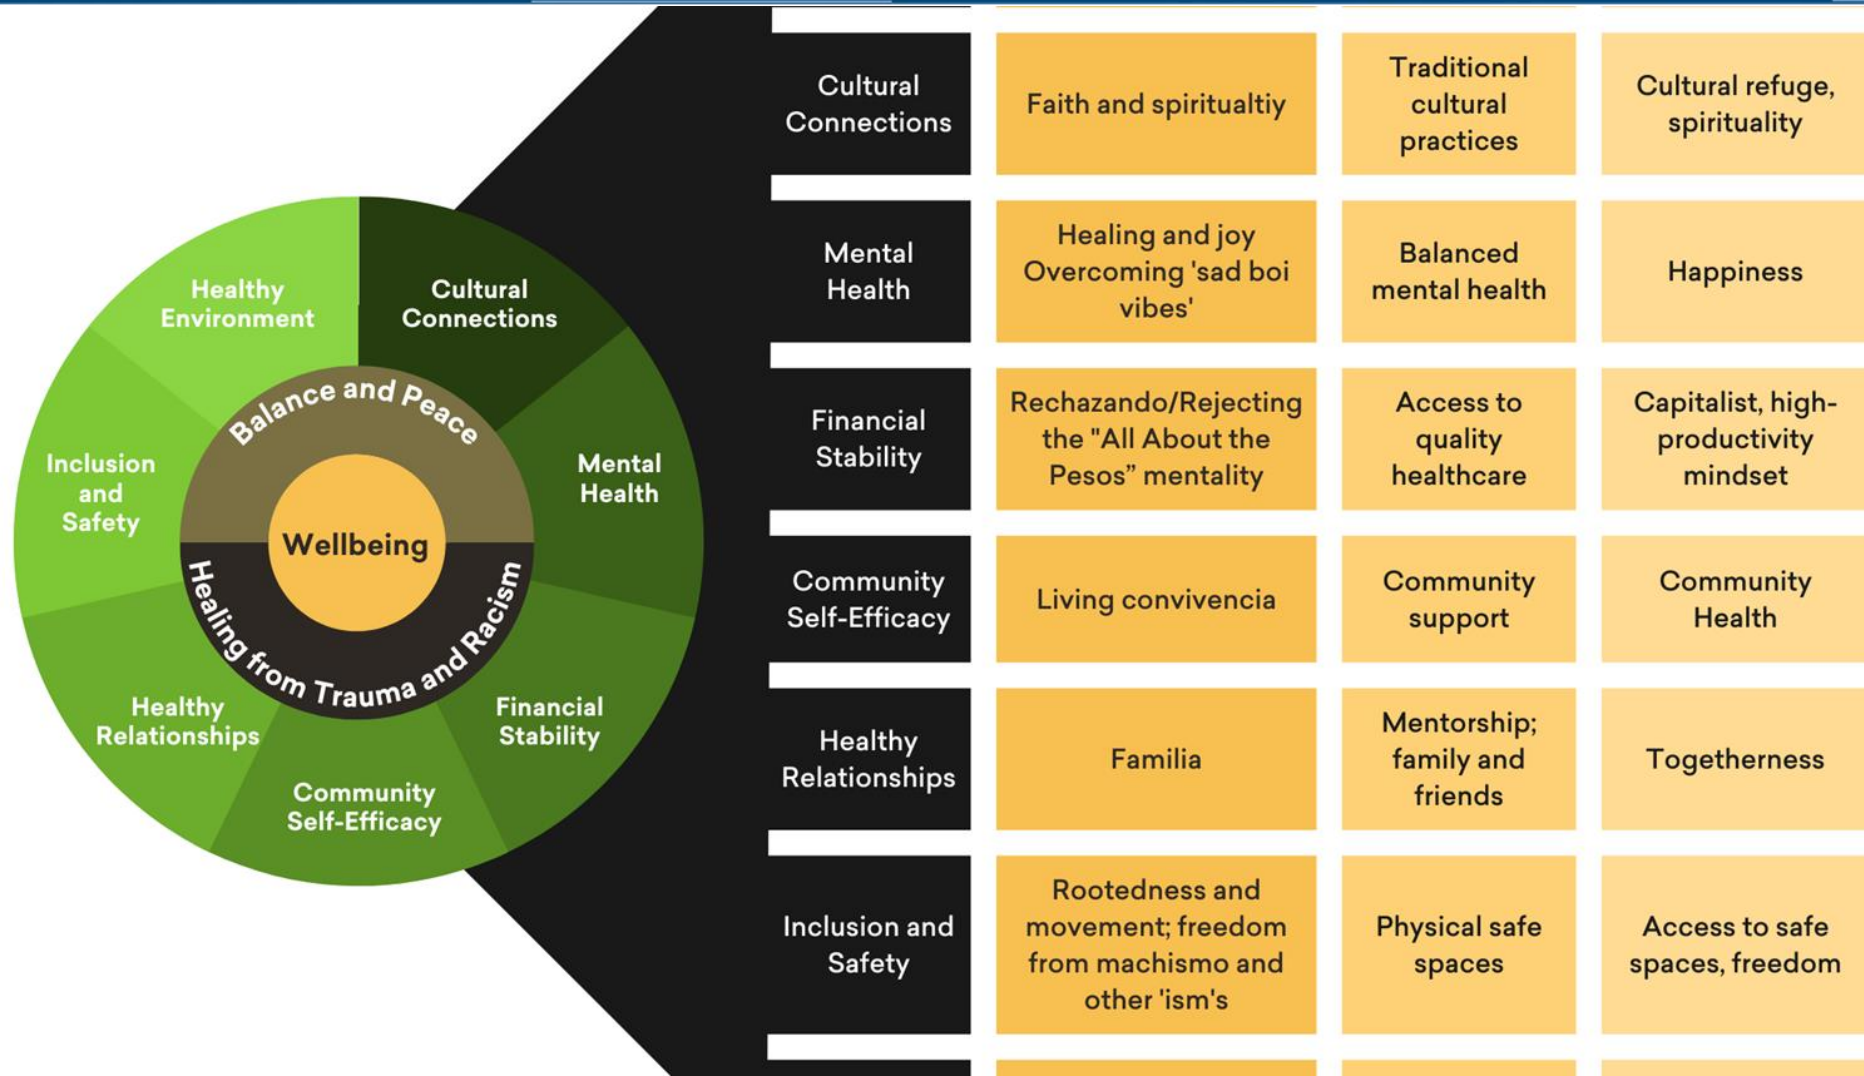 Healthy
Environment
Cultural
Connections
Inclusion
and
Safety
Mental
Health
Healthy
Relationships
Financial
Stability
Community
Self-Efficacy
Balance and Peace
Wellbeing
Healing from Trauma and Racism
Cultural
Connections
Faith and spiritualtiy
Traditional
cultural
practices
Cultural refuge,
spirituality
Mental
Health
Healing and joy
Overcoming 'sad boi
vibes'
Balanced
mental health
Happiness
Financial
Stability
Rechazando/Rejecting
the "All About the
Pesos” mentality
Access to
quality
healthcare
Capitalist, high-
productivity
mindset
Community
Self-Efficacy
Living convivencia
Community
support
Community
Health
Healthy
Relationships
Familia
Mentorship;
family and
friends
Togetherness
Inclusion and
Safety
Rootedness and
movement; freedom
from machismo and
other 'ism's
Physical safe
spaces
Access to safe
spaces, freedom